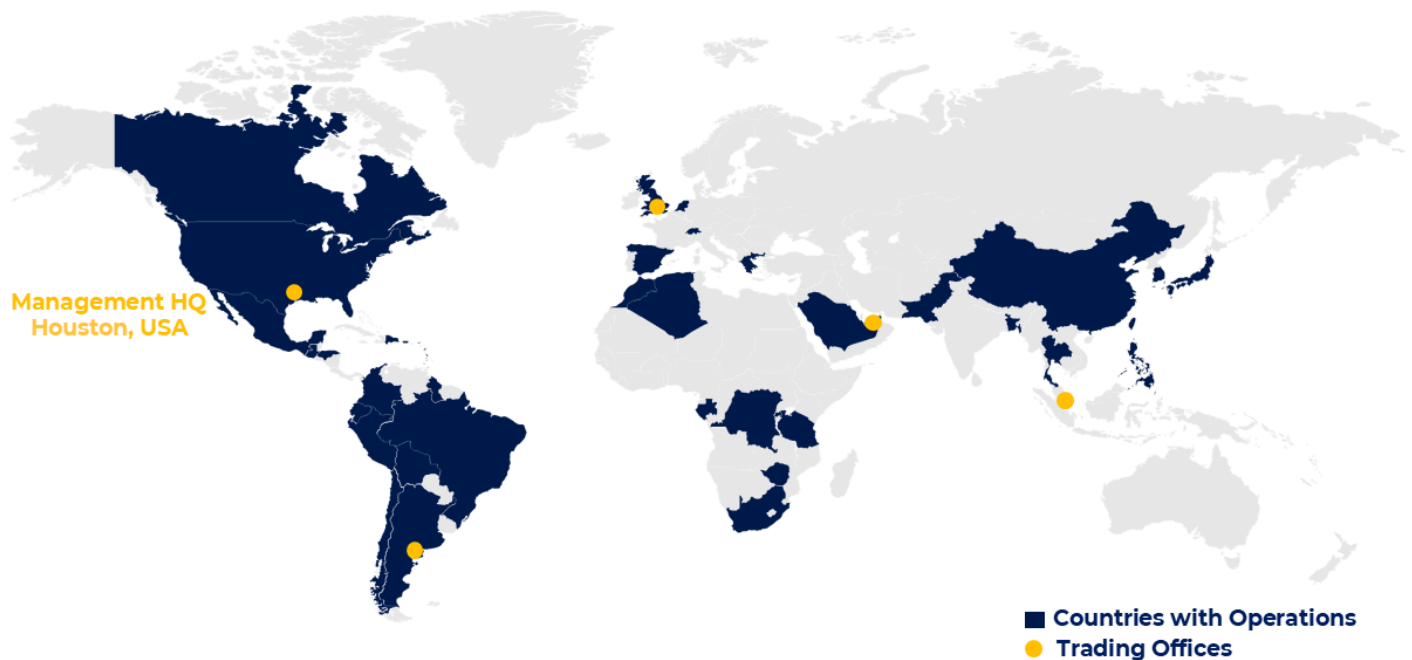 Management HQ
Houston, USA
Countries with Operations
Trading Offices